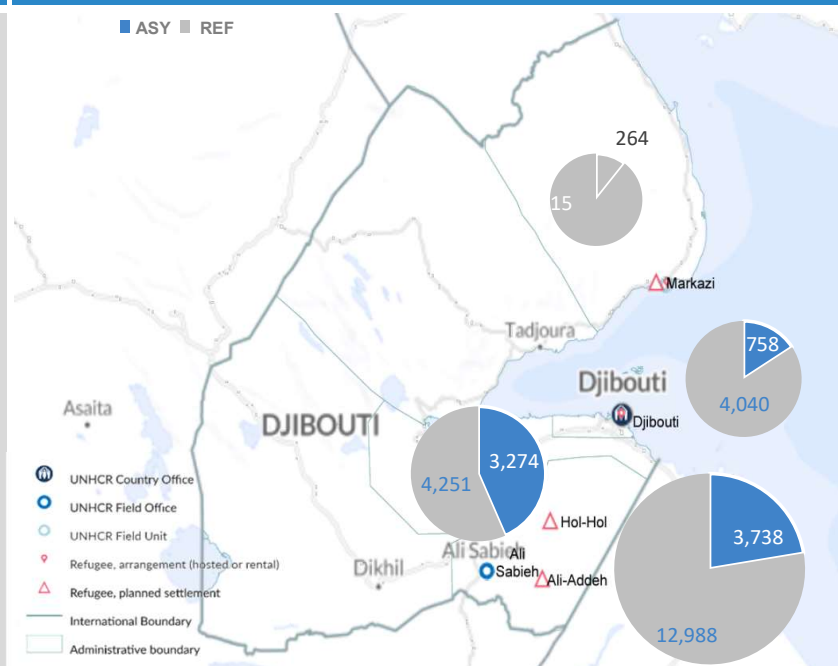 ASY REF
264
15
Markazi
Tadjoura
758
Djibouti
4,040
Asaita
DJIBOUTI
Djibouti
3,274
4,251
UNHCR Country Office
UNHCR Field Office
UNHCR Field Unit
Refugee, arrangement (hosted or rental)
Refugee, planned settlement
International Boundary
Administrative boundary
Hol-Hol
3,738
Ali Sabieh
Ali
Sabieh
Dikhil
Ali-Addeh
12,988